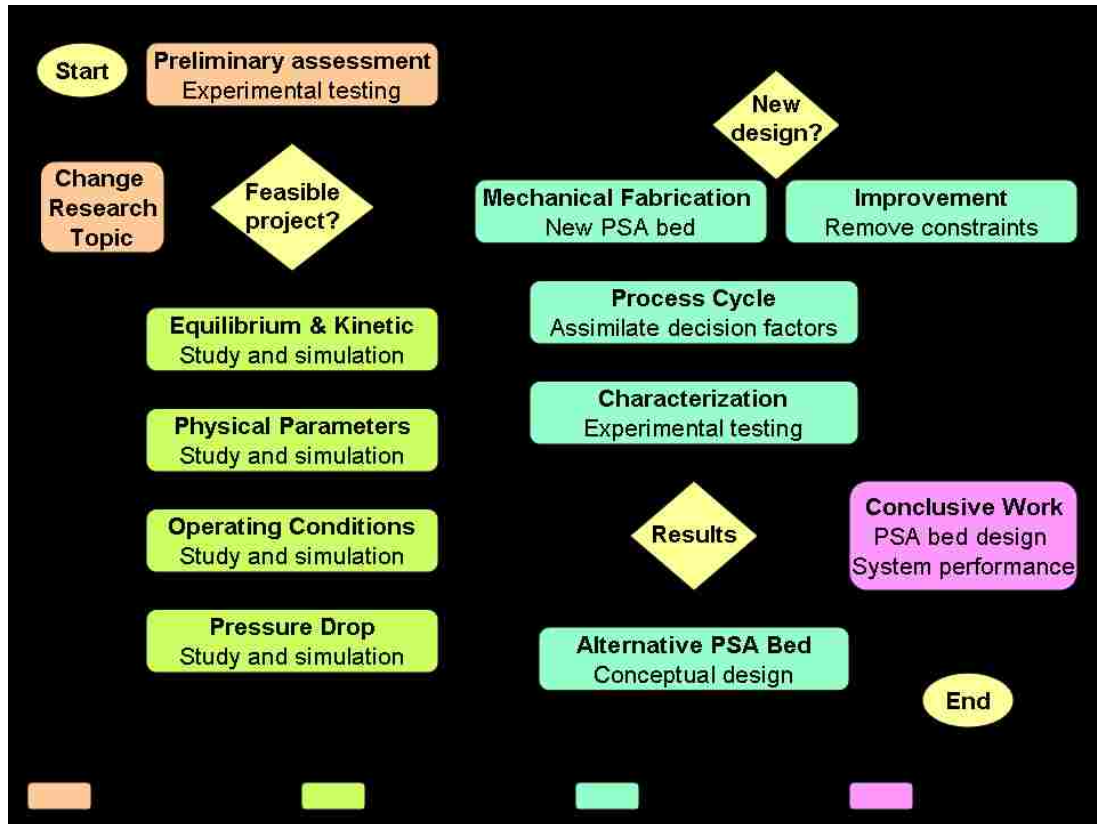 Start
Preliminary assessment
Experimental testing
Change
Research
Topic
Feasible
project?
Equilibrium & Kinetic
Study and simulation
Physical Parameters
Study and simulation
Operating Conditions
Study and simulation
Pressure Drop
Study and simulation
New
design?
Mechanical Fabrication
New PSA bed
Improvement
Remove constraints
Process Cycle
Assimilate decision factors
Characterization
Experimental testing
Results
Conclusive Work
PSA bed design
System performance
Alternative PSA Bed
Conceptual design
End